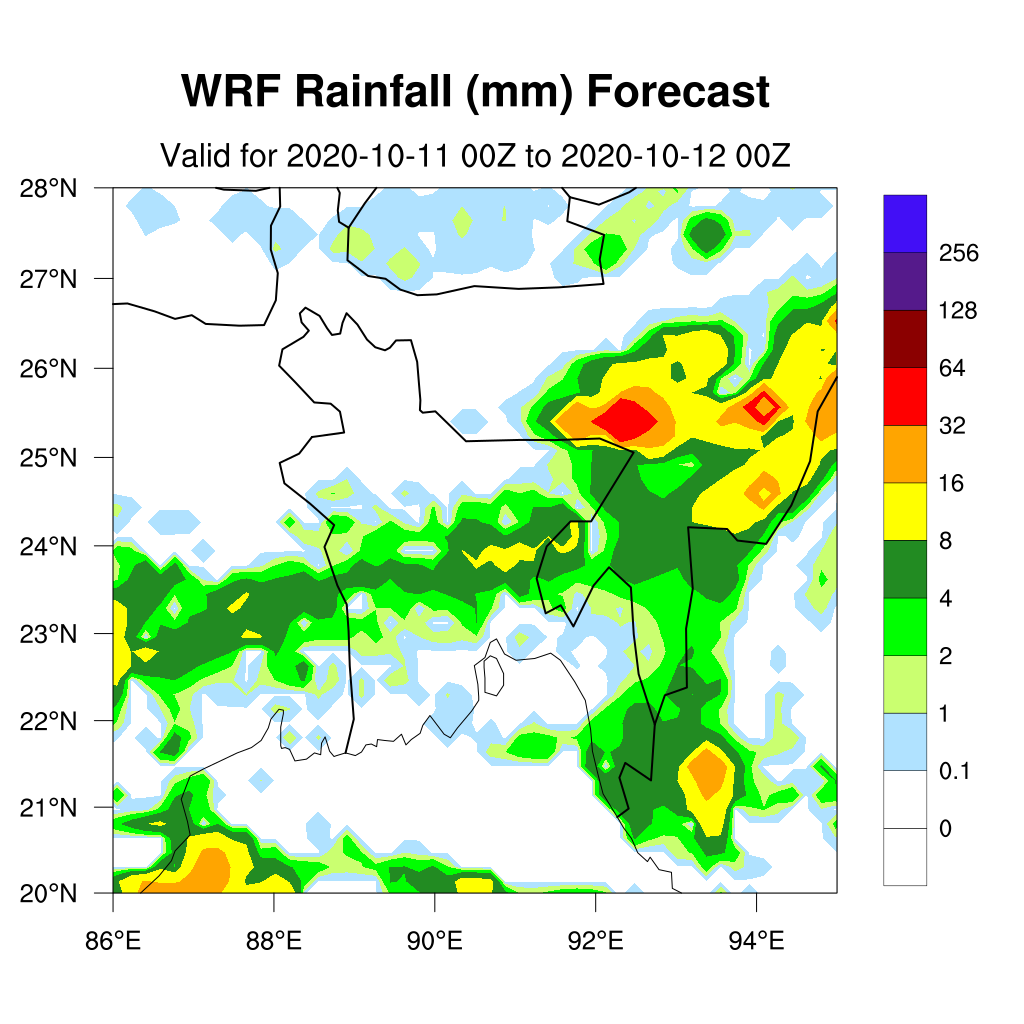 WRF Rainfall (mm) Forecast
Valid for 2020-10-11 00Z to 2020-10-12 00Z
28°N
27°N
26°N
25°N
24°N
23°N
22°N
21°N
20°N
86°E
88°E
90°E
92°E
94°E
256
128
64
32
16
8
4
2
1
0.1
0